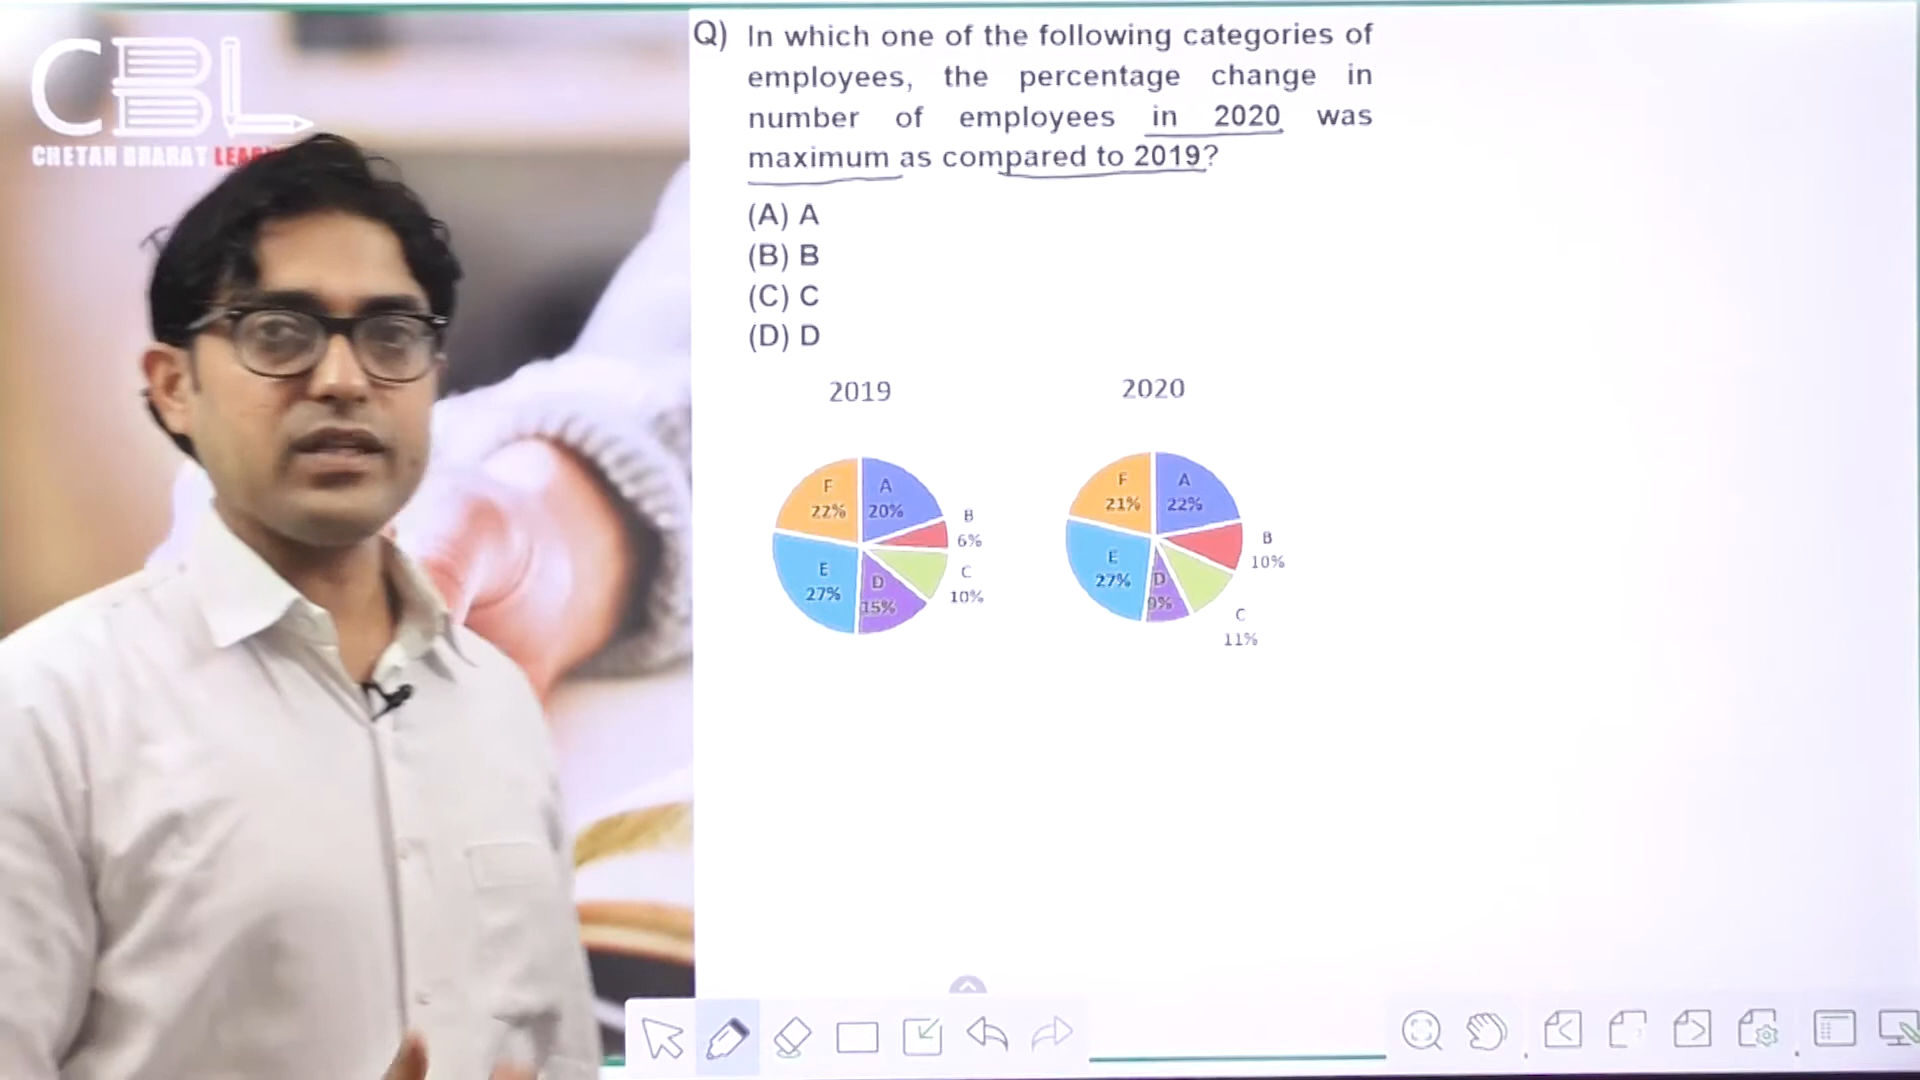 CBL
CHETAN BHARAT LEAR
Q) In which one of the following categories of
employees, the percentage change in
number of employees in 2020 was
maximum as compared to 2019?
(A) A
(B) B
(C) C
(D) D
2019
2020
F
22%
A
20%
B
6%
C
10%
D
15%
E
27%
F
21%
A
22%
B
10%
C
11%
D
9%
E
27%